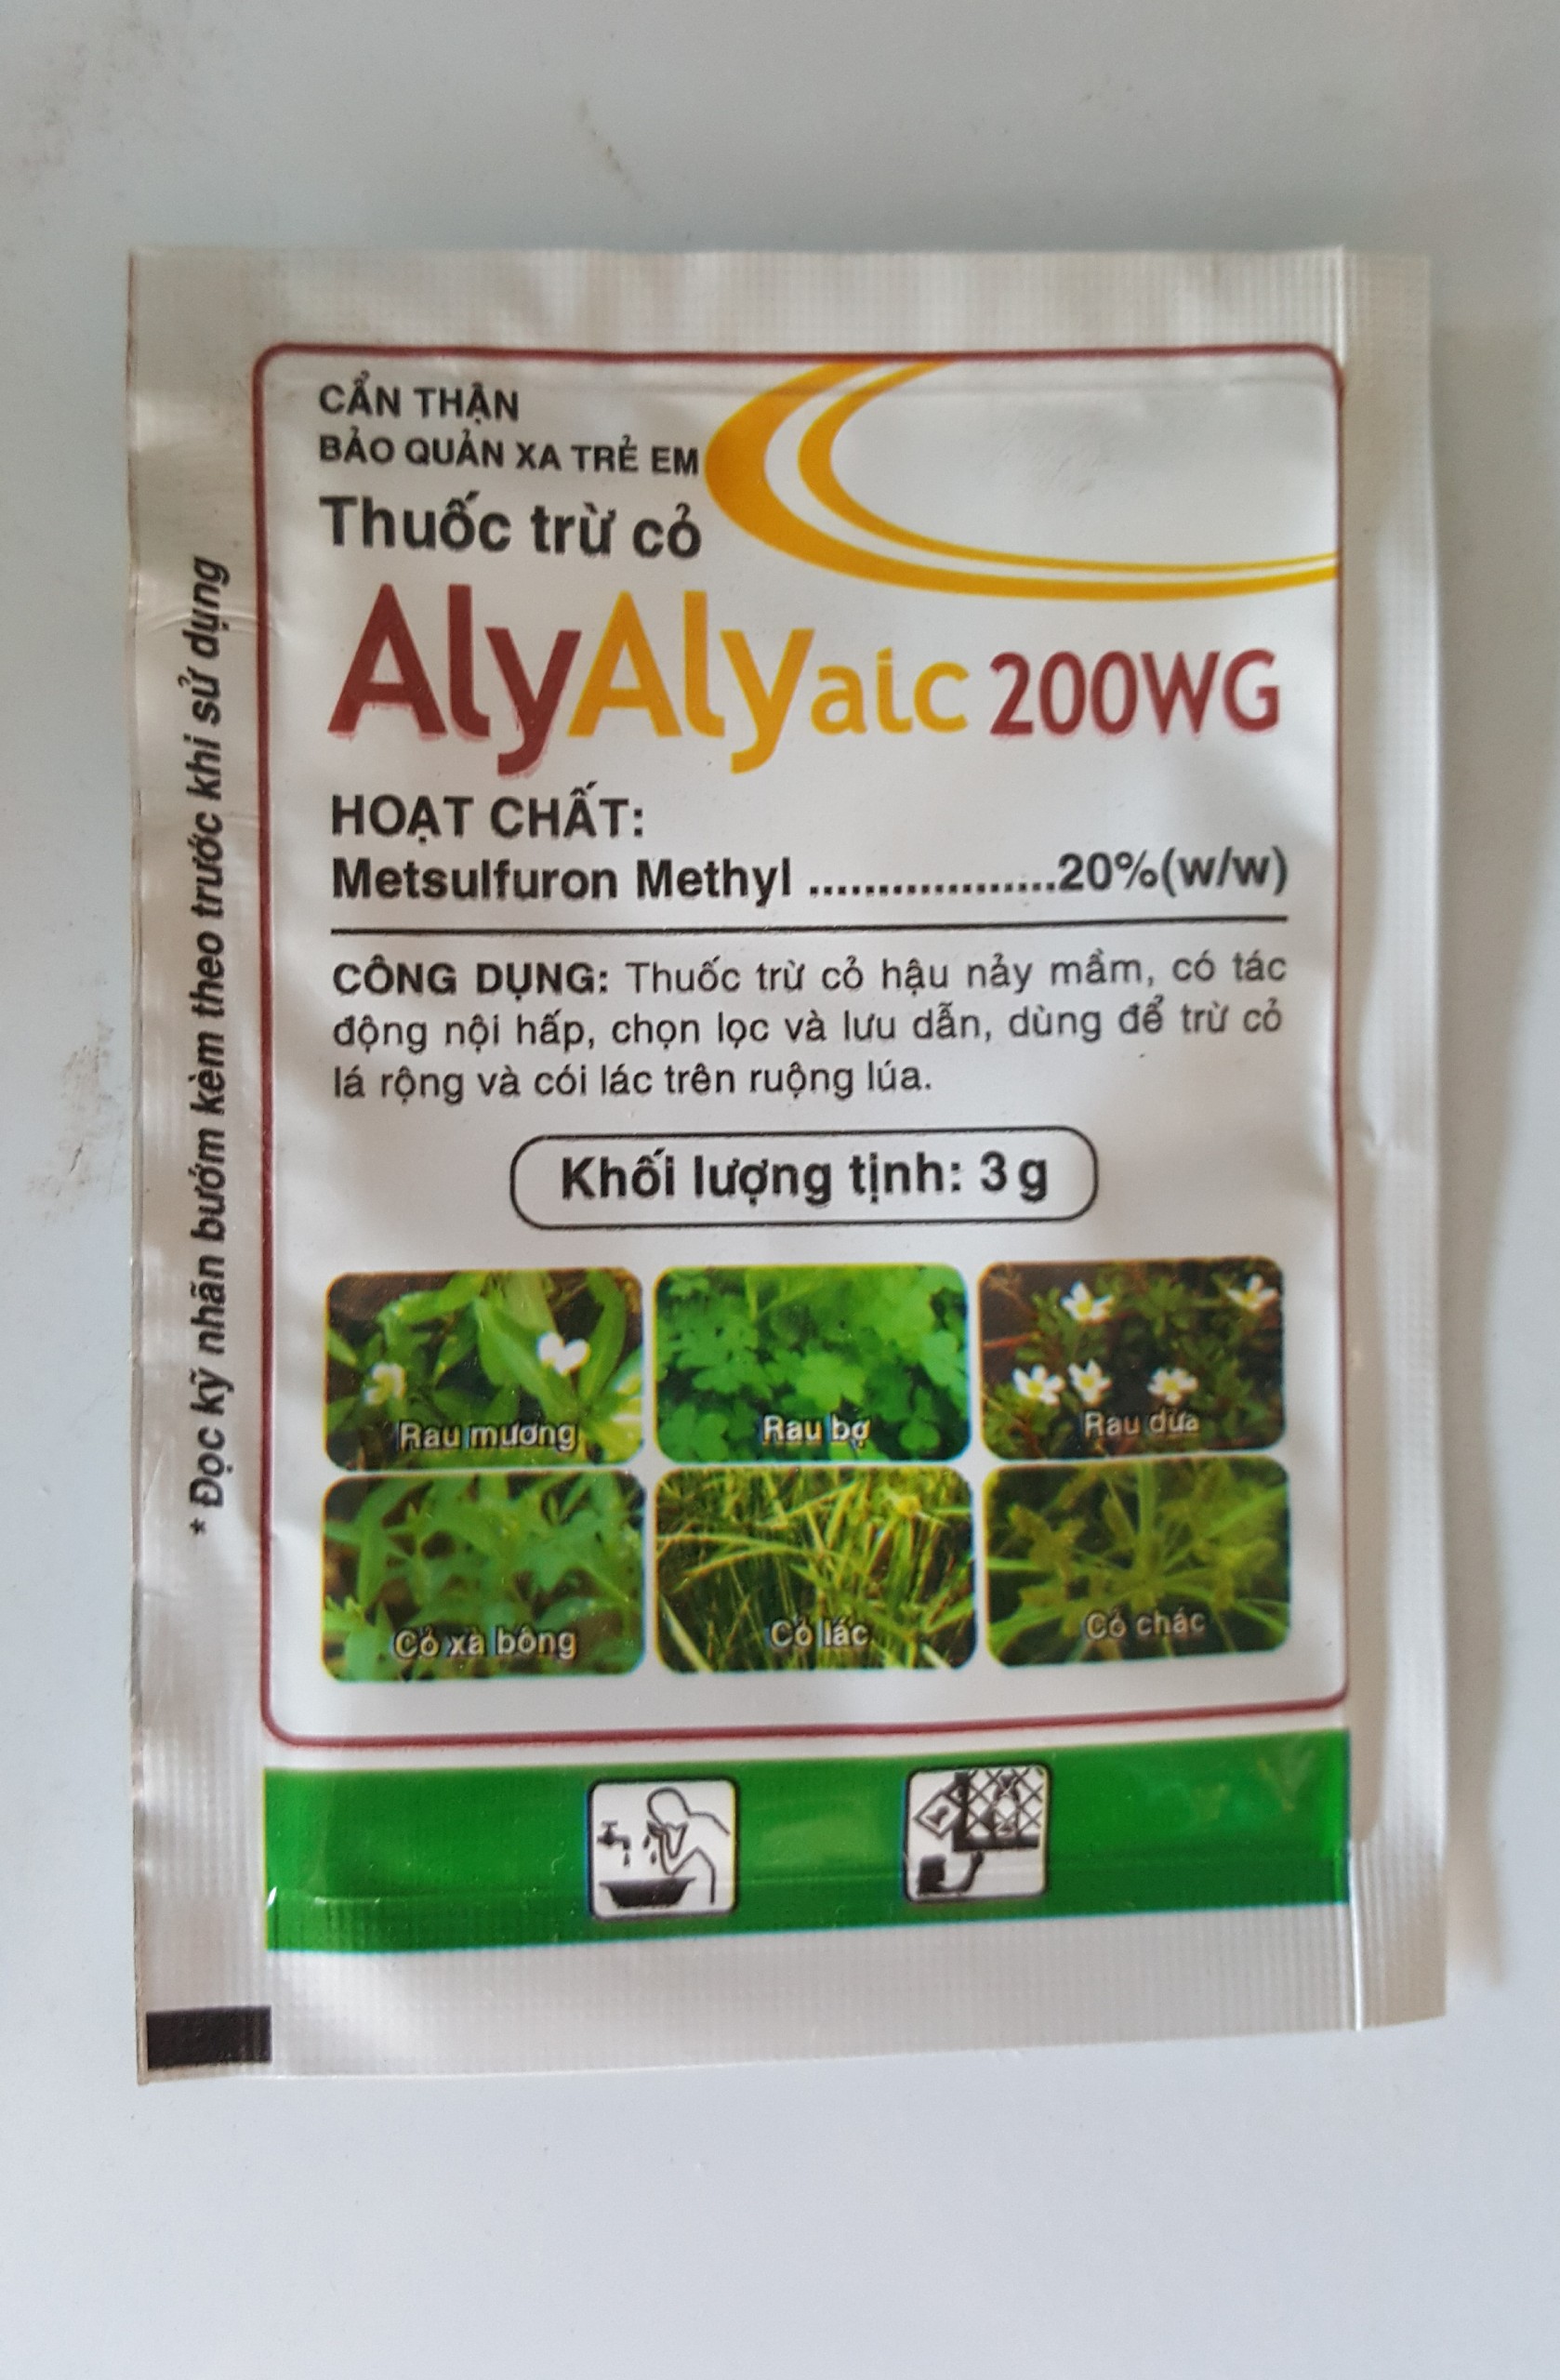 CẨN THẬN
BẢO QUẢN XA TRẺ EM
Thuốc trừ cỏ
AlyAlyaic 200WG
HOẠT CHẤT:
Metsulfuron Methyl ...................20%(w/w)
CÔNG DỤNG: Thuốc trừ cỏ hậu nảy mầm, có tác
động nội hấp, chọn lọc và lưu dẫn, dùng để trừ cỏ
lá rộng và cói lác trên ruộng lúa.
Khối lượng tịnh: 3 g
Rau mương
Rau bợ
Rau dừa
Cỏ xà bông
Cỏ lác
Cỏ chác
* Đọc kỹ nhãn bướm kèm theo trước khi sử dụng